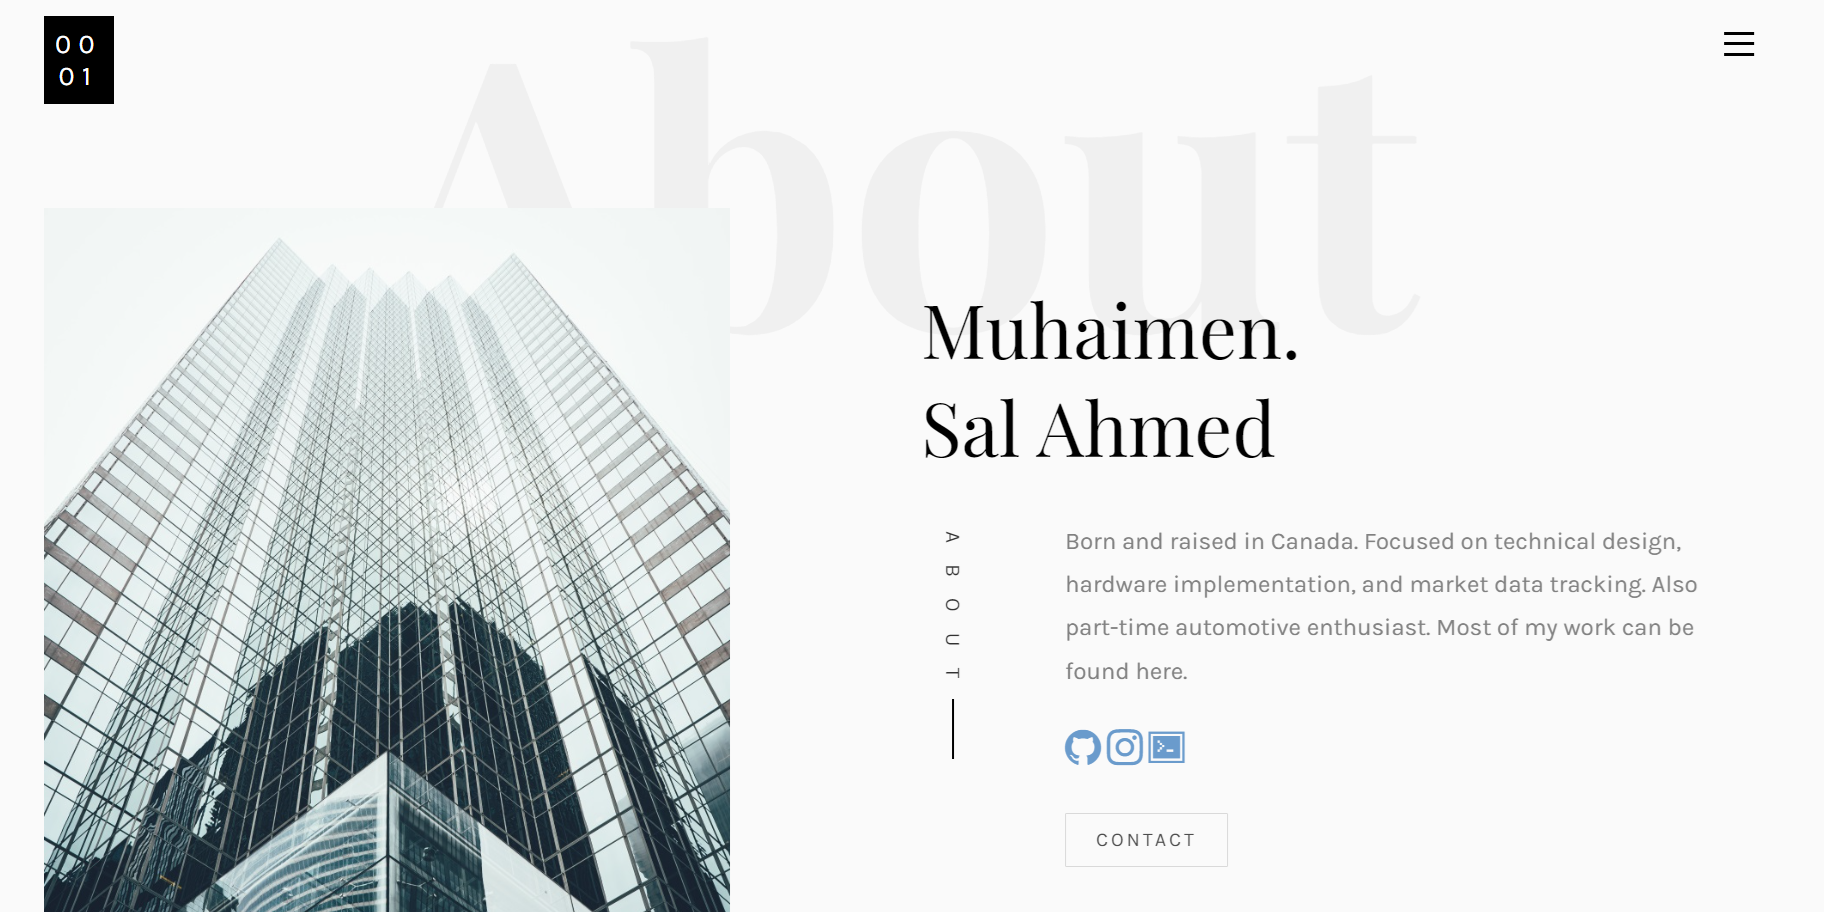 00
01
About
Muhaimen.
Sal Ahmed
ABOUT
Born and raised in Canada. Focused on technical design,
hardware implementation, and market data tracking. Also
part-time automotive enthusiast. Most of my work can be
found here.
CONTACT